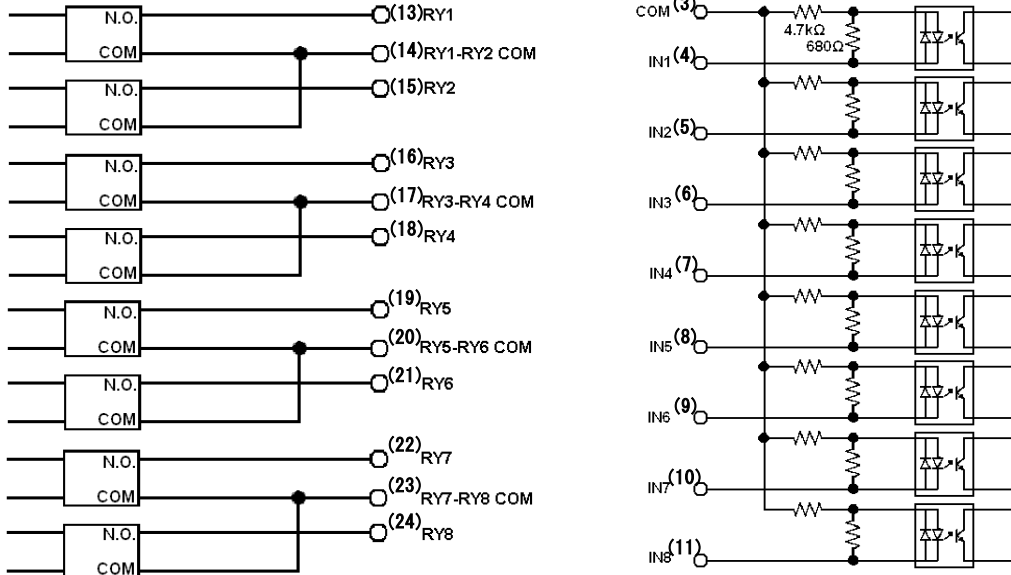 N.O.
(13)RY1
COM
(14)RY1-RY2 COM
N.O.
(15)RY2
COM
N.O.
(16)RY3
COM
(17)RY3-RY4 COM
N.O.
(18)RY4
COM
N.O.
(19)RY5
COM
(20)RY5-RY6 COM
N.O.
(21)RY6
COM
N.O.
(22)RY7
COM
(23)RY7-RY8 COM
N.O.
(24)RY8
COM
COM (3)
4.7kΩ
680Ω
IN1 (4)
IN2 (5)
IN3 (6)
IN4 (7)
IN5 (8)
IN6 (9)
IN7 (10)
IN8 (11)